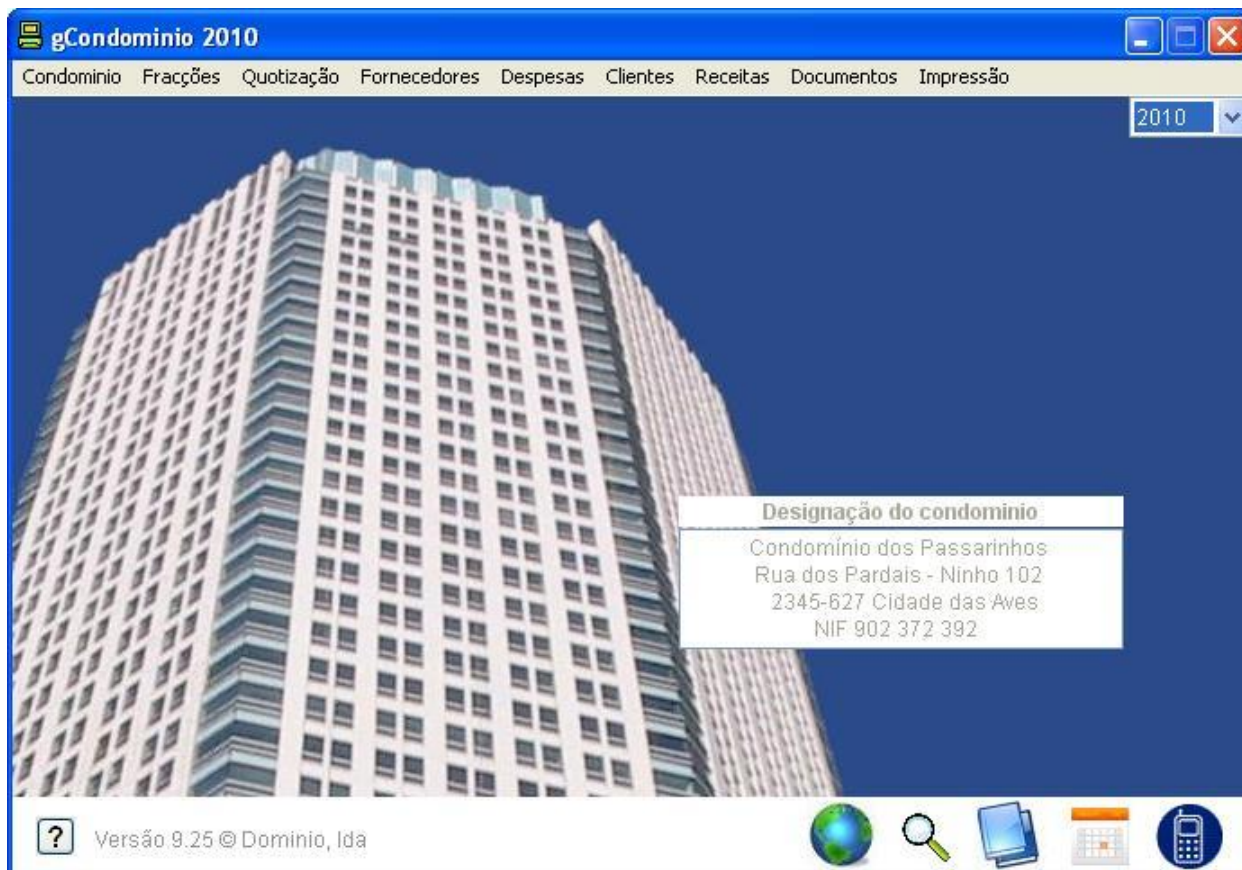 gCondominio 2010
Condominio Fracções Quotização Fornecedores Despesas Clientes Receitas Documentos Impressão
2010
Designação do condominio
Condomínio dos Passarinhos
Rua dos Pardais - Ninho 102
2345-627 Cidade das Aves
NIF 902 372 392
? Versão 9.25 © Dominio, lda